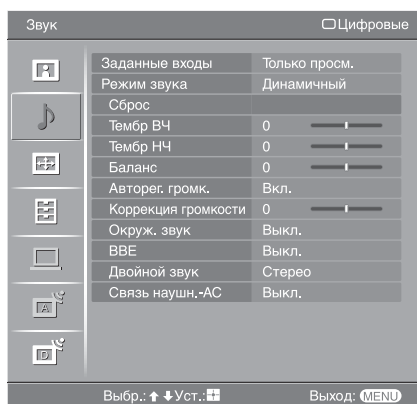 Звук Цифровые
Заданные входы Только просм.
Режим звука Динамичный
Сброс
Тембр ВЧ 0
Тембр НЧ 0
Баланс 0
Авторег. громк. Вкл.
Коррекция громкости 0
Окруж. звук Выкл.
BBE Выкл.
Двойной звук Стерео
Связь наушн.-АС Выкл.
A
D
Выбр.: Уст.: Выход: MENU